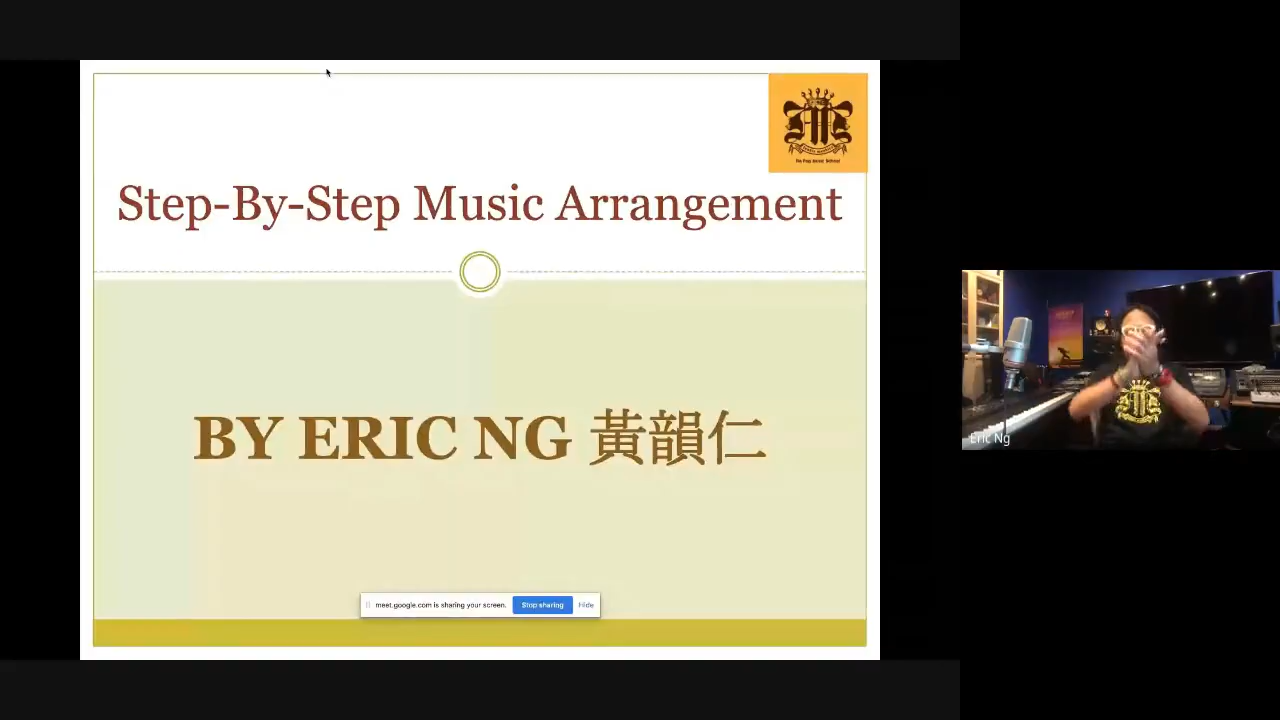 Step-By-Step Music Arrangement
BY ERIC NG 黃韻仁
meet.google.com is sharing your screen.
Stop sharing
Hide
Eric Ng